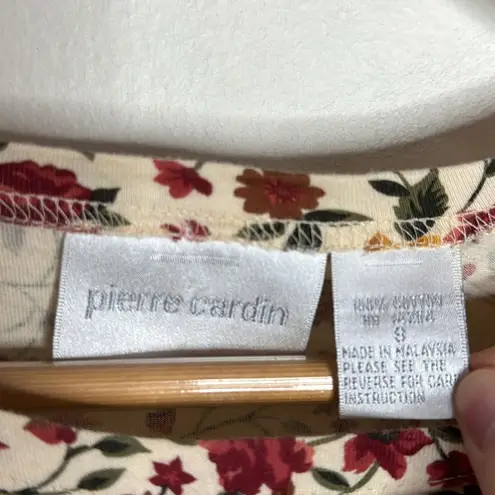 pierre cardin
100% COTTON
S
MADE IN MALAYSIA
PLEASE SEE THE
REVERSE FOR CARE
INSTRUCTION